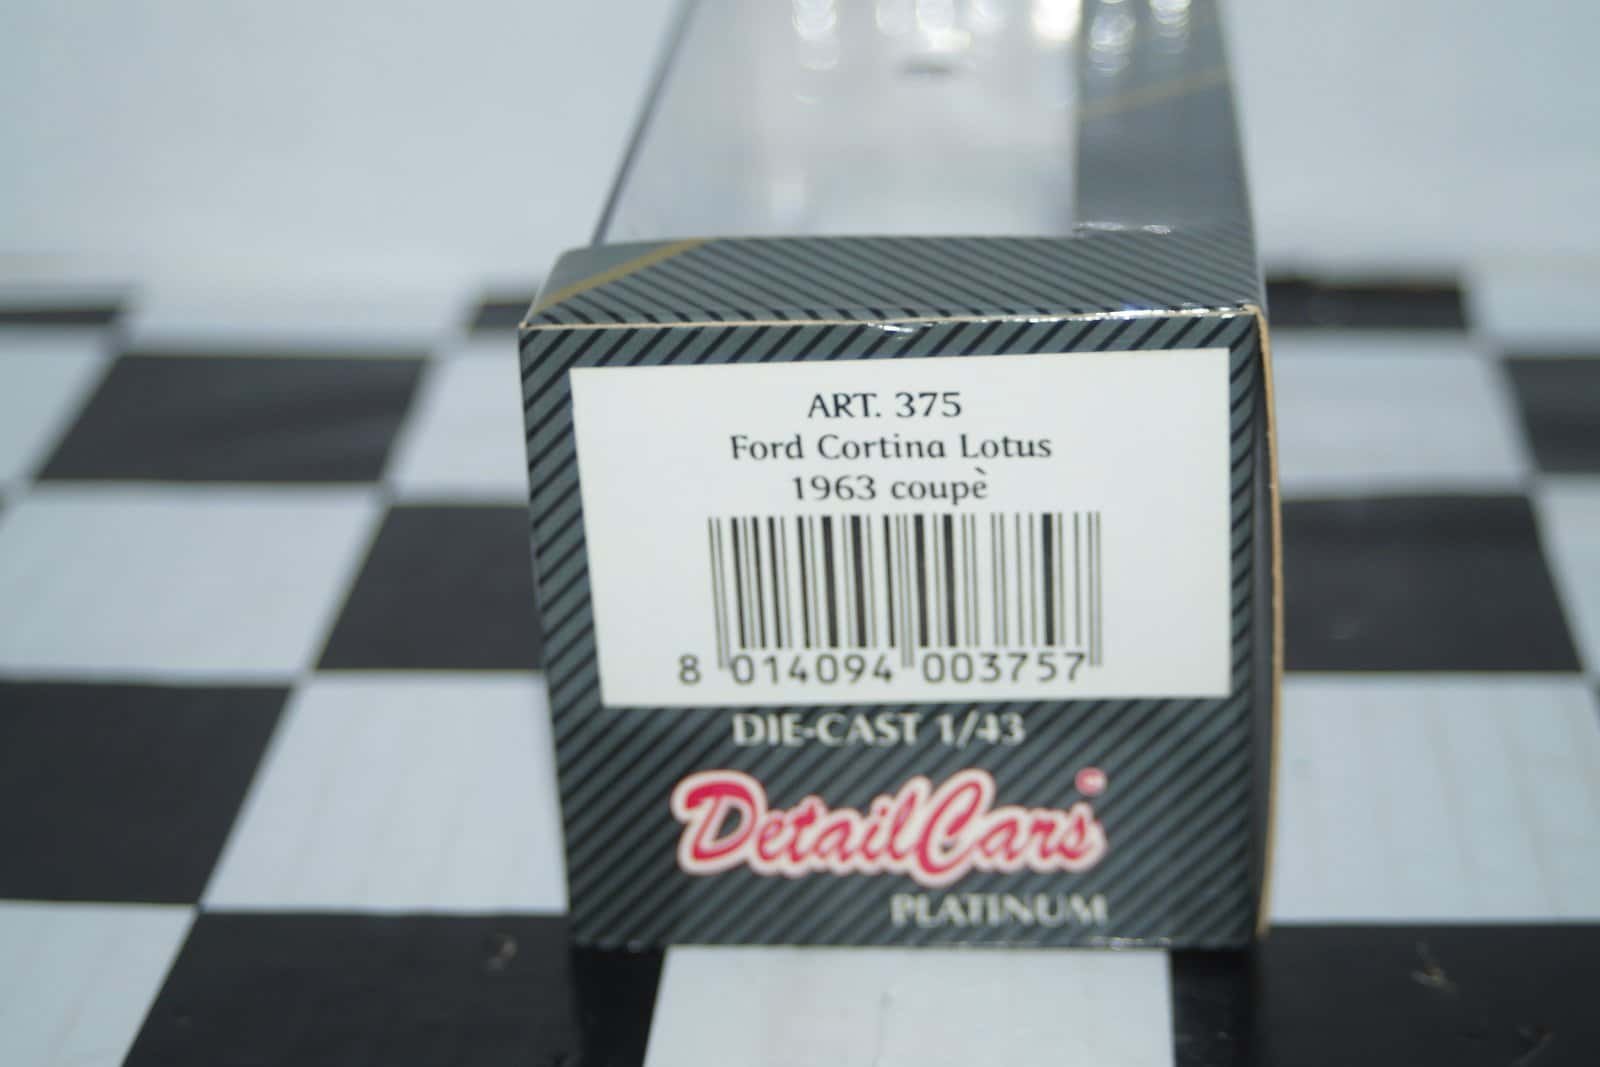 ART. 375
Ford Cortina Lotus
1963 coupè
8 014094 003757
DIE-CAST 1/43
DetailCars
PLATINUM